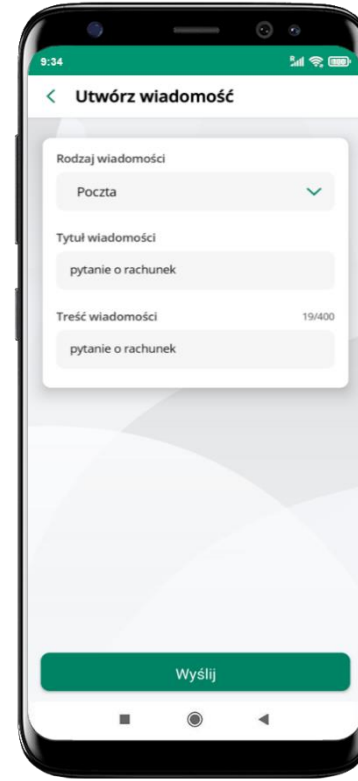 9:34
Utwórz wiadomość
Rodzaj wiadomości
Poczta
Tytuł wiadomości
pytanie o rachunek
Treść wiadomości 19/400
pytanie o rachunek
Wyślij